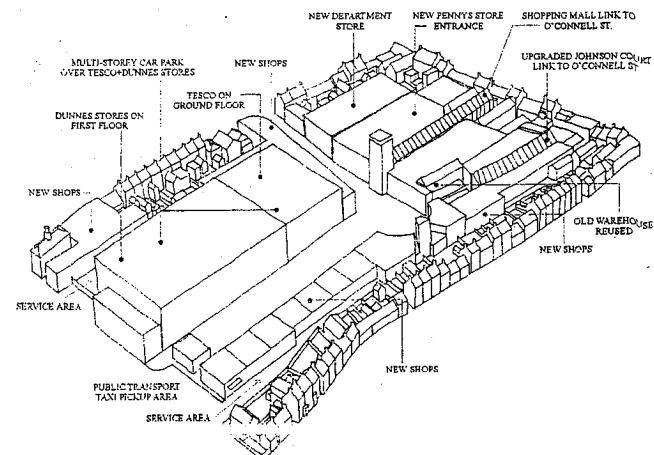 NEW DEPARTMENT
STORE
NEW PENNYS STORE
ENTRANCE
SHOPPING MALL LINK TO
O'CONNELL ST.
MULTI-STOREY CAR PARK
OVER TESCO+DUNNES STORES
NEW SHOPS
UPGRADED JOHNSON COURT
LINK TO O'CONNELL ST
TESCO ON
GROUND FLOOR
DUNNES STORES ON
FIRST FLOOR
NEW SHOPS
OLD WAREHOUSE
REUSED
NEW SHOPS
SERVICE AREA
NEW SHOPS
PUBLIC TRANSPORT
TAXI PICKUP AREA
SERVICE AREA